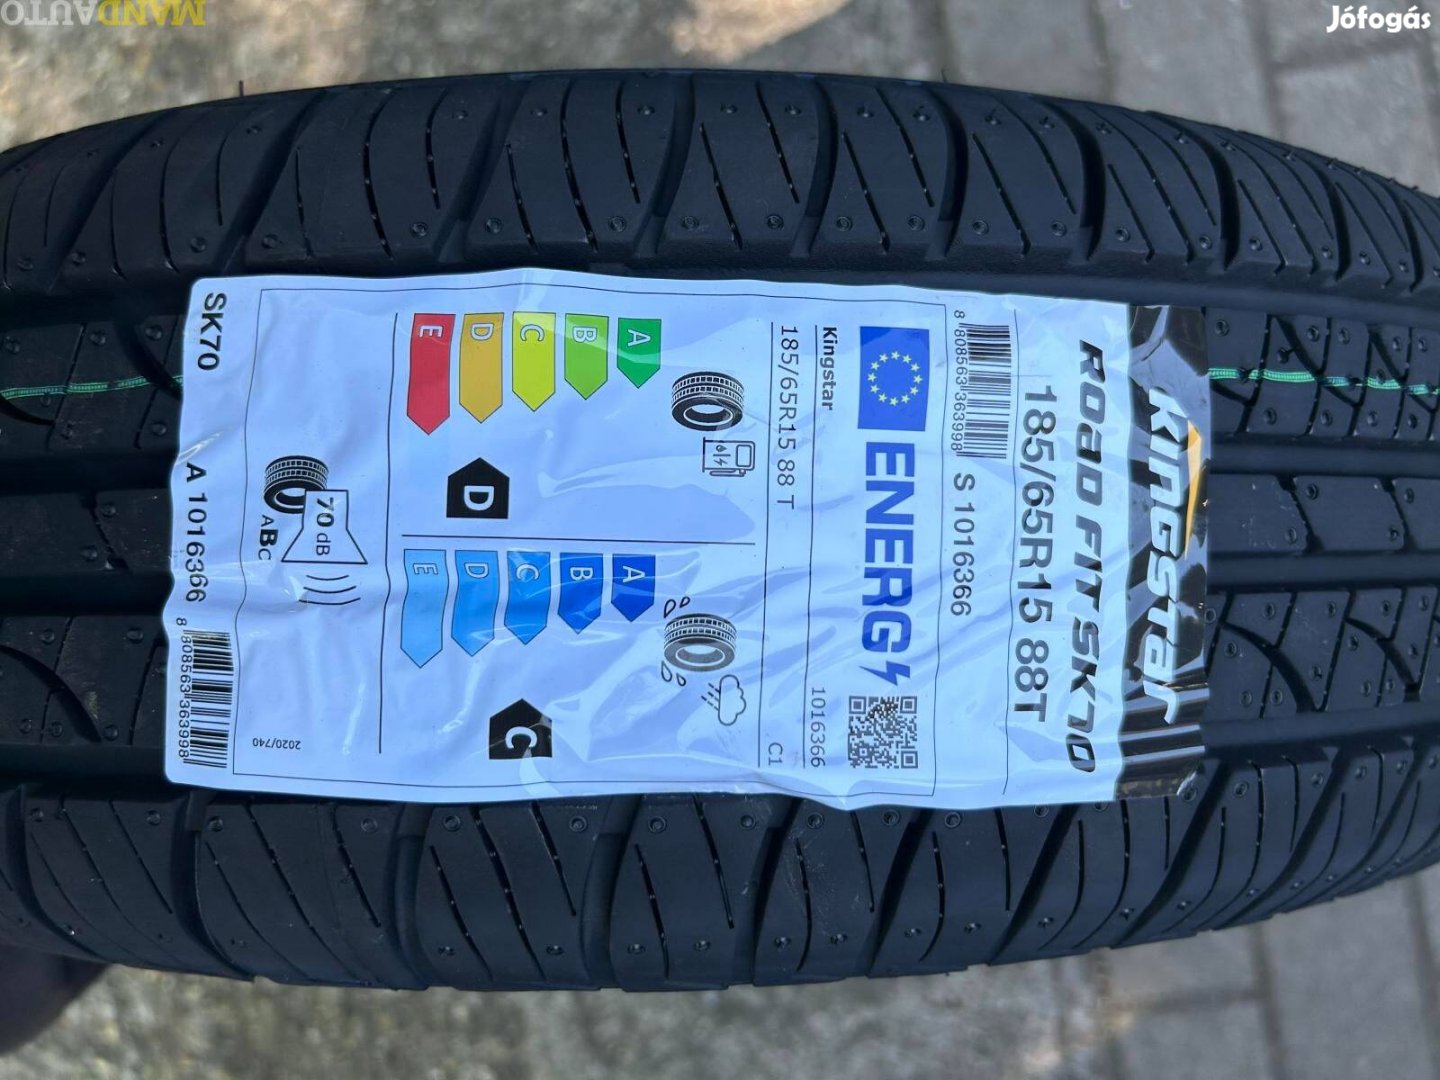 Jófogás
MANDAUTO
Kingstar
ROAD FIT SK70
185/65R15 88T
8 808563 363998
S 1016366
ENERG
Kingstar
1016366
185/65R15 88 T
C1
A
B
C
D
E
D
A
B
C
D
E
C
70 dB
ABC
2020/740
SK70
A 1016366
8 808563 363998